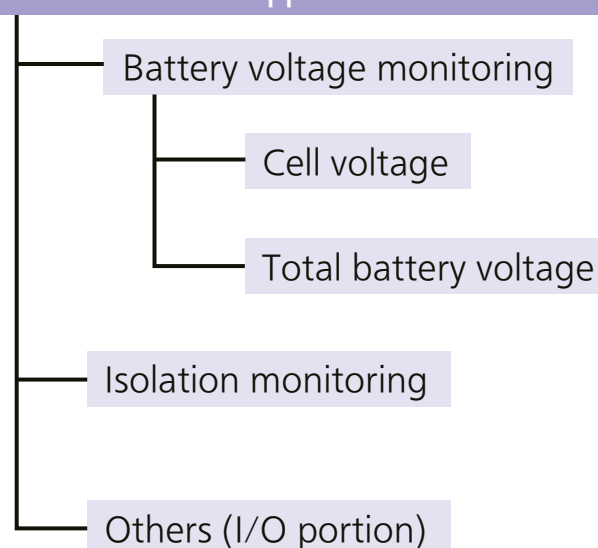 Battery voltage monitoring
Cell voltage
Total battery voltage
Isolation monitoring
Others (I/O portion)